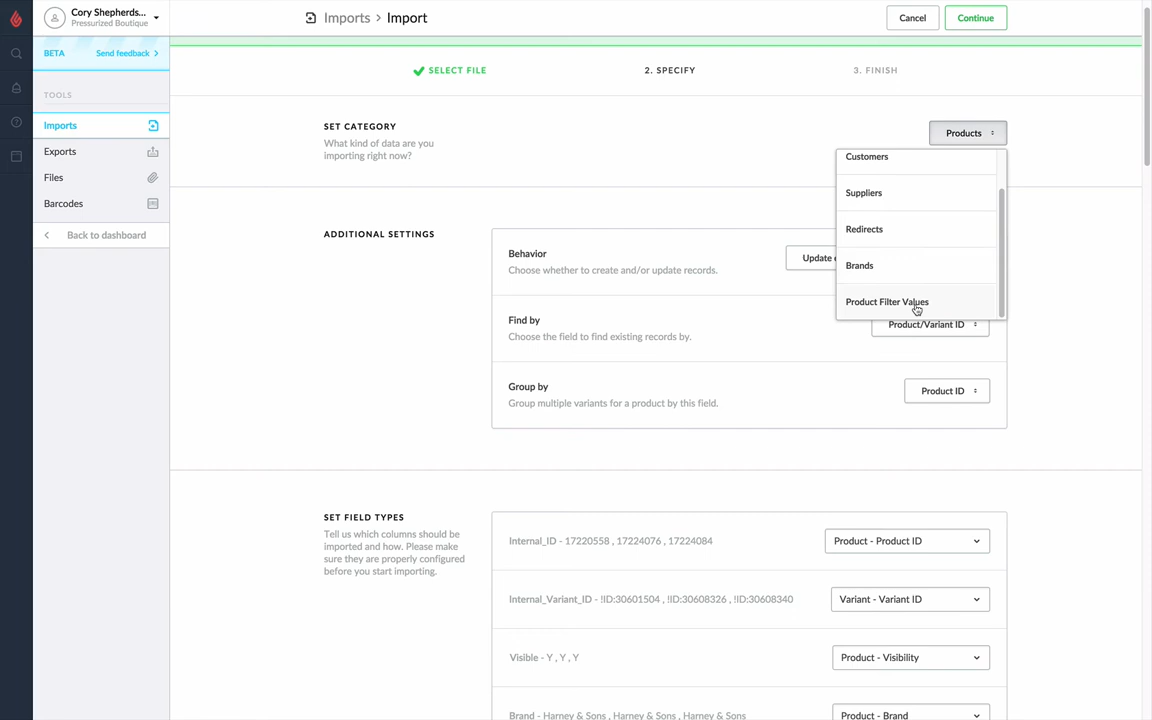 Cory Shepherds...
Pressurized Boutique
Imports > Import
Cancel
Continue
BETA
Send feedback
SELECT FILE
2. SPECIFY
3. FINISH
TOOLS
Imports
Exports
Files
Barcodes
Back to dashboard
SET CATEGORY
What kind of data are you
importing right now?
Products
Customers
Suppliers
Redirects
Brands
Product Filter Values
ADDITIONAL SETTINGS
Behavior
Choose whether to create and/or update records.
Update
Find by
Choose the field to find existing records by.
Product/Variant ID
Group by
Group multiple variants for a product by this field.
Product ID
SET FIELD TYPES
Tell us which columns should be
imported and how. Please make
sure they are properly configured
before you start importing.
Internal_ID - 17220558 , 17224076 , 17224084
Product - Product ID
Internal_Variant_ID - !ID:30601504 , !ID:30608326 , !ID:30608340
Variant - Variant ID
Visible - Y , Y , Y
Product - Visibility
Brand - Harney & Sons , Harney & Sons , Harney & Sons
Product - Brand